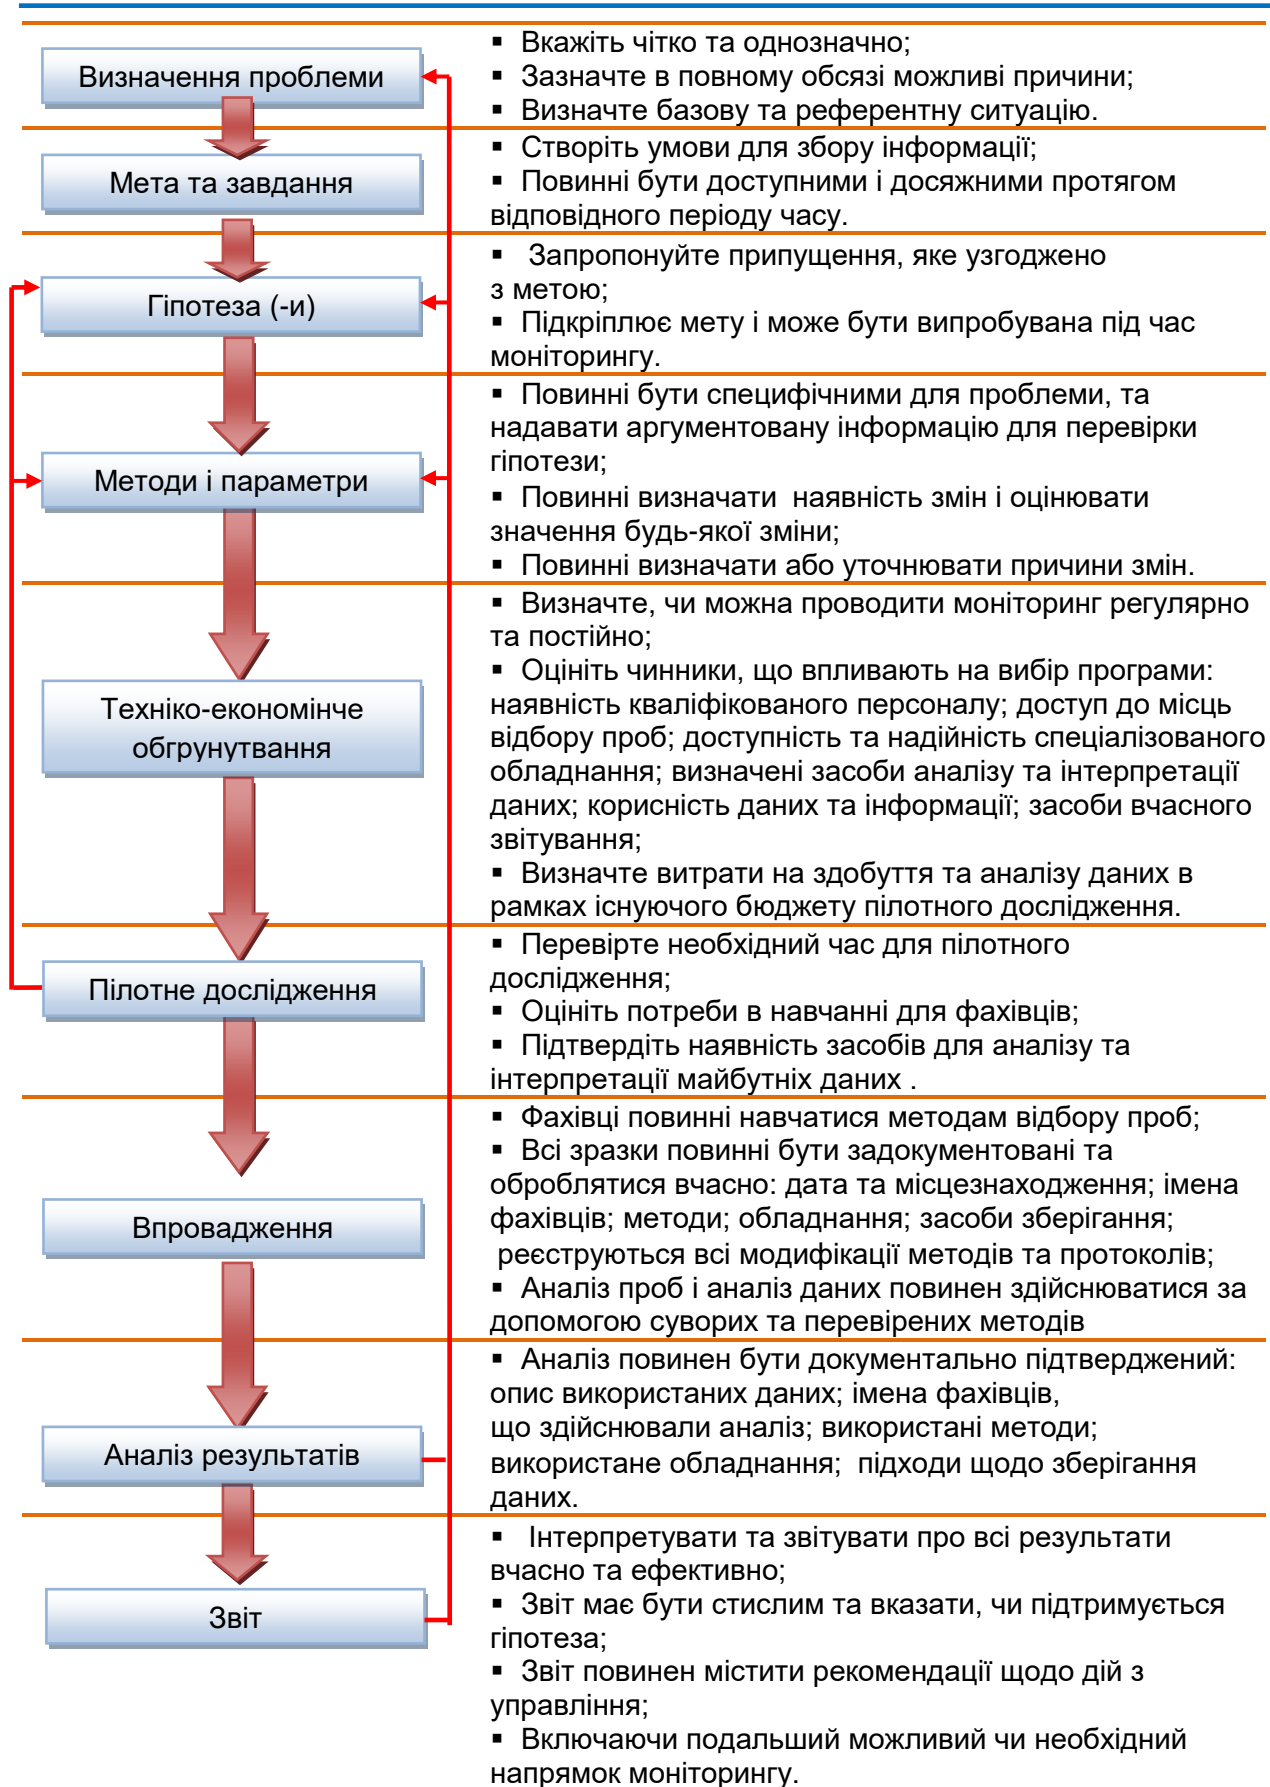 Визначення проблеми
▪ Вкажіть чітко та однозначно;
▪ Зазначте в повному обсязі можливі причини;
▪ Визначте базову та референтну ситуацію.
Мета та завдання
▪ Створіть умови для збору інформації;
▪ Повинні бути доступними і досяжними протягом
відповідного періоду часу.
Гіпотеза (-и)
▪ Запропонуйте припущення, яке узгоджено
з метою;
▪ Підкріплює мету і може бути випробувана під час
моніторингу.
Методи і параметри
▪ Повинні бути специфічними для проблеми, та
надавати аргументовану інформацію для перевірки
гіпотези;
▪ Повинні визначати наявність змін і оцінювати
значення будь-якої зміни;
▪ Повинні визначати або уточнювати причини змін.
Техніко-економінче
обгрунутвання
▪ Визначте, чи можна проводити моніторинг регулярно
та постійно;
▪ Оцініть чинники, що впливають на вибір програми:
наявність кваліфікованого персоналу; доступ до місць
відбору проб; доступність та надійність спеціалізованого
обладнання; визначені засоби аналізу та інтерпретації
даних; корисність даних та інформації; засоби вчасного
звітування;
▪ Визначте витрати на здобуття та аналізу даних в
рамках існуючого бюджету пілотного дослідження.
Пілотне дослідження
▪ Перевірте необхідний час для пілотного
дослідження;
▪ Оцініть потреби в навчанні для фахівців;
▪ Підтвердіть наявність засобів для аналізу та
інтерпретації майбутніх даних .
Впровадження
▪ Фахівці повинні навчатися методам відбору проб;
▪ Всі зразки повинні бути задокументовані та
оброблятися вчасно: дата та місцезнаходження; імена
фахівців; методи; обладнання; засоби зберігання;
реєструються всі модифікації методів та протоколів;
▪ Аналіз проб і аналіз даних повинен здійснюватися за
допомогою суворих та перевірених методів
Аналіз результатів
▪ Аналіз повинен бути документально підтверджений:
опис використаних даних; імена фахівців,
що здійснювали аналіз; використані методи;
використане обладнання; підходи щодо зберігання
даних.
Звіт
▪ Інтерпретувати та звітувати про всі результати
вчасно та ефективно;
▪ Звіт має бути стислим та вказати, чи підтримується
гіпотеза;
▪ Звіт повинен містити рекомендації щодо дій з
управління;
▪ Включаючи подальший можливий чи необхідний
напрямок моніторингу.